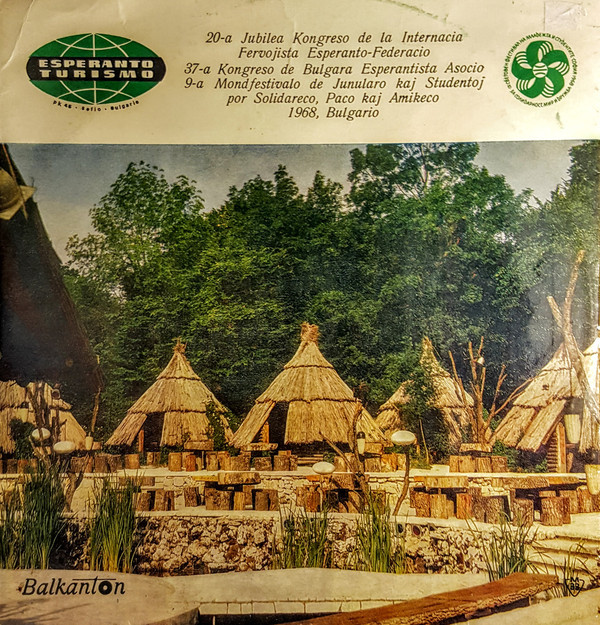 ESPERANTO
TURISMO
pk 45 - Sofio - Bulgario
20-a Jubilea Kongreso de la Internacia
Fervojista Esperanto-Federacio
37-a Kongreso de Bulgara Esperantista Asocio
9-a Mondfestivalo de Junularo kaj Studentoj
por Solidareco, Paco kaj Amikeco
1968, Bulgario
Balkanton